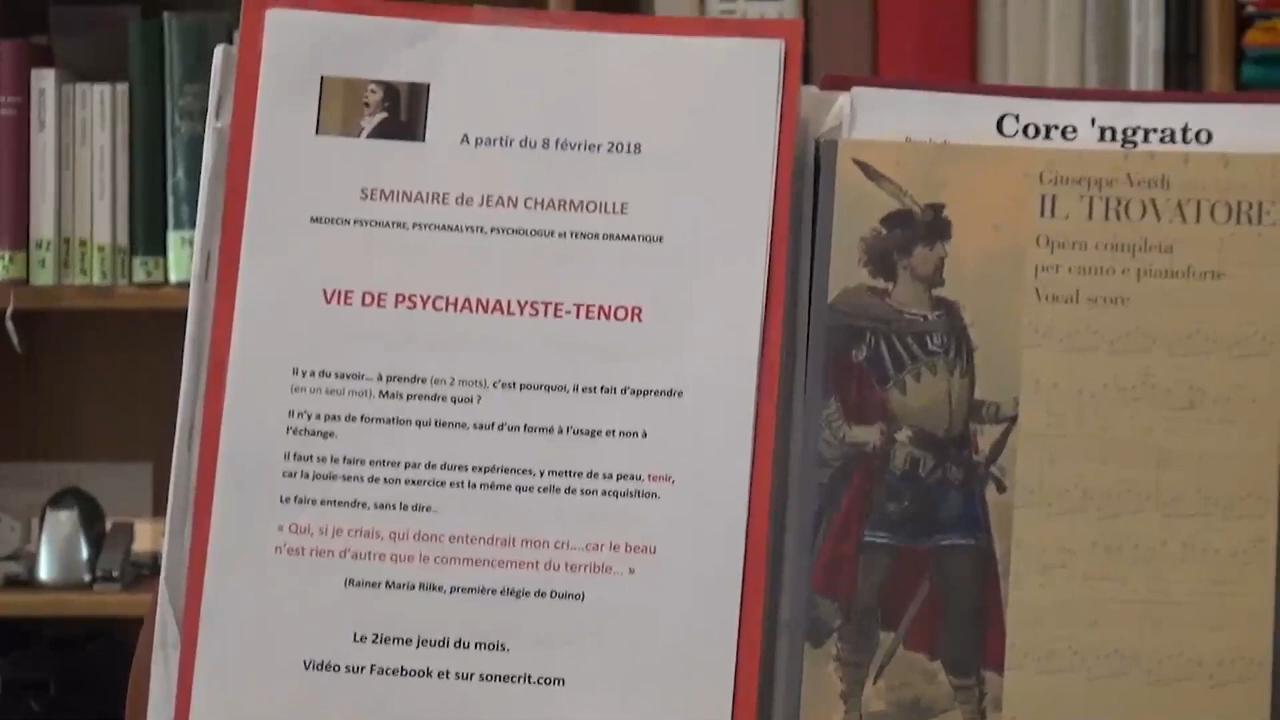 A partir du 8 février 2018
SEMINAIRE de JEAN CHARMOILLE
MEDECIN PSYCHIATRE, PSYCHANALYSTE, PSYCHOLOGUE et TENOR DRAMATIQUE
VIE DE PSYCHANALYSTE-TENOR
Il y a du savoir... à prendre (en 2 mots), c'est pourquoi, il est fait d'apprendre
(en un seul mot). Mais prendre quoi ?
Il n'y a pas de formation qui tienne, sauf d'un formé à l'usage et non à
l'échange.
Il faut se le faire entrer par de dures expériences, y mettre de sa peau, tenir,
car la jouie-sens de son exercice est la même que celle de son acquisition.
Le faire entendre, sans le dire..
« Qui, si je criais, qui donc entendrait mon cri....car le beau
n'est rien d'autre que le commencement du terrible... »
(Rainer Maria Rilke, première élégie de Duino)
Le 2ieme jeudi du mois.
Vidéo sur Facebook et sur sonecrit.com
Core 'ngrato
Giuseppe Verdi
IL TROVATORE
Opera completa
per canto e pianoforte
Vocal score